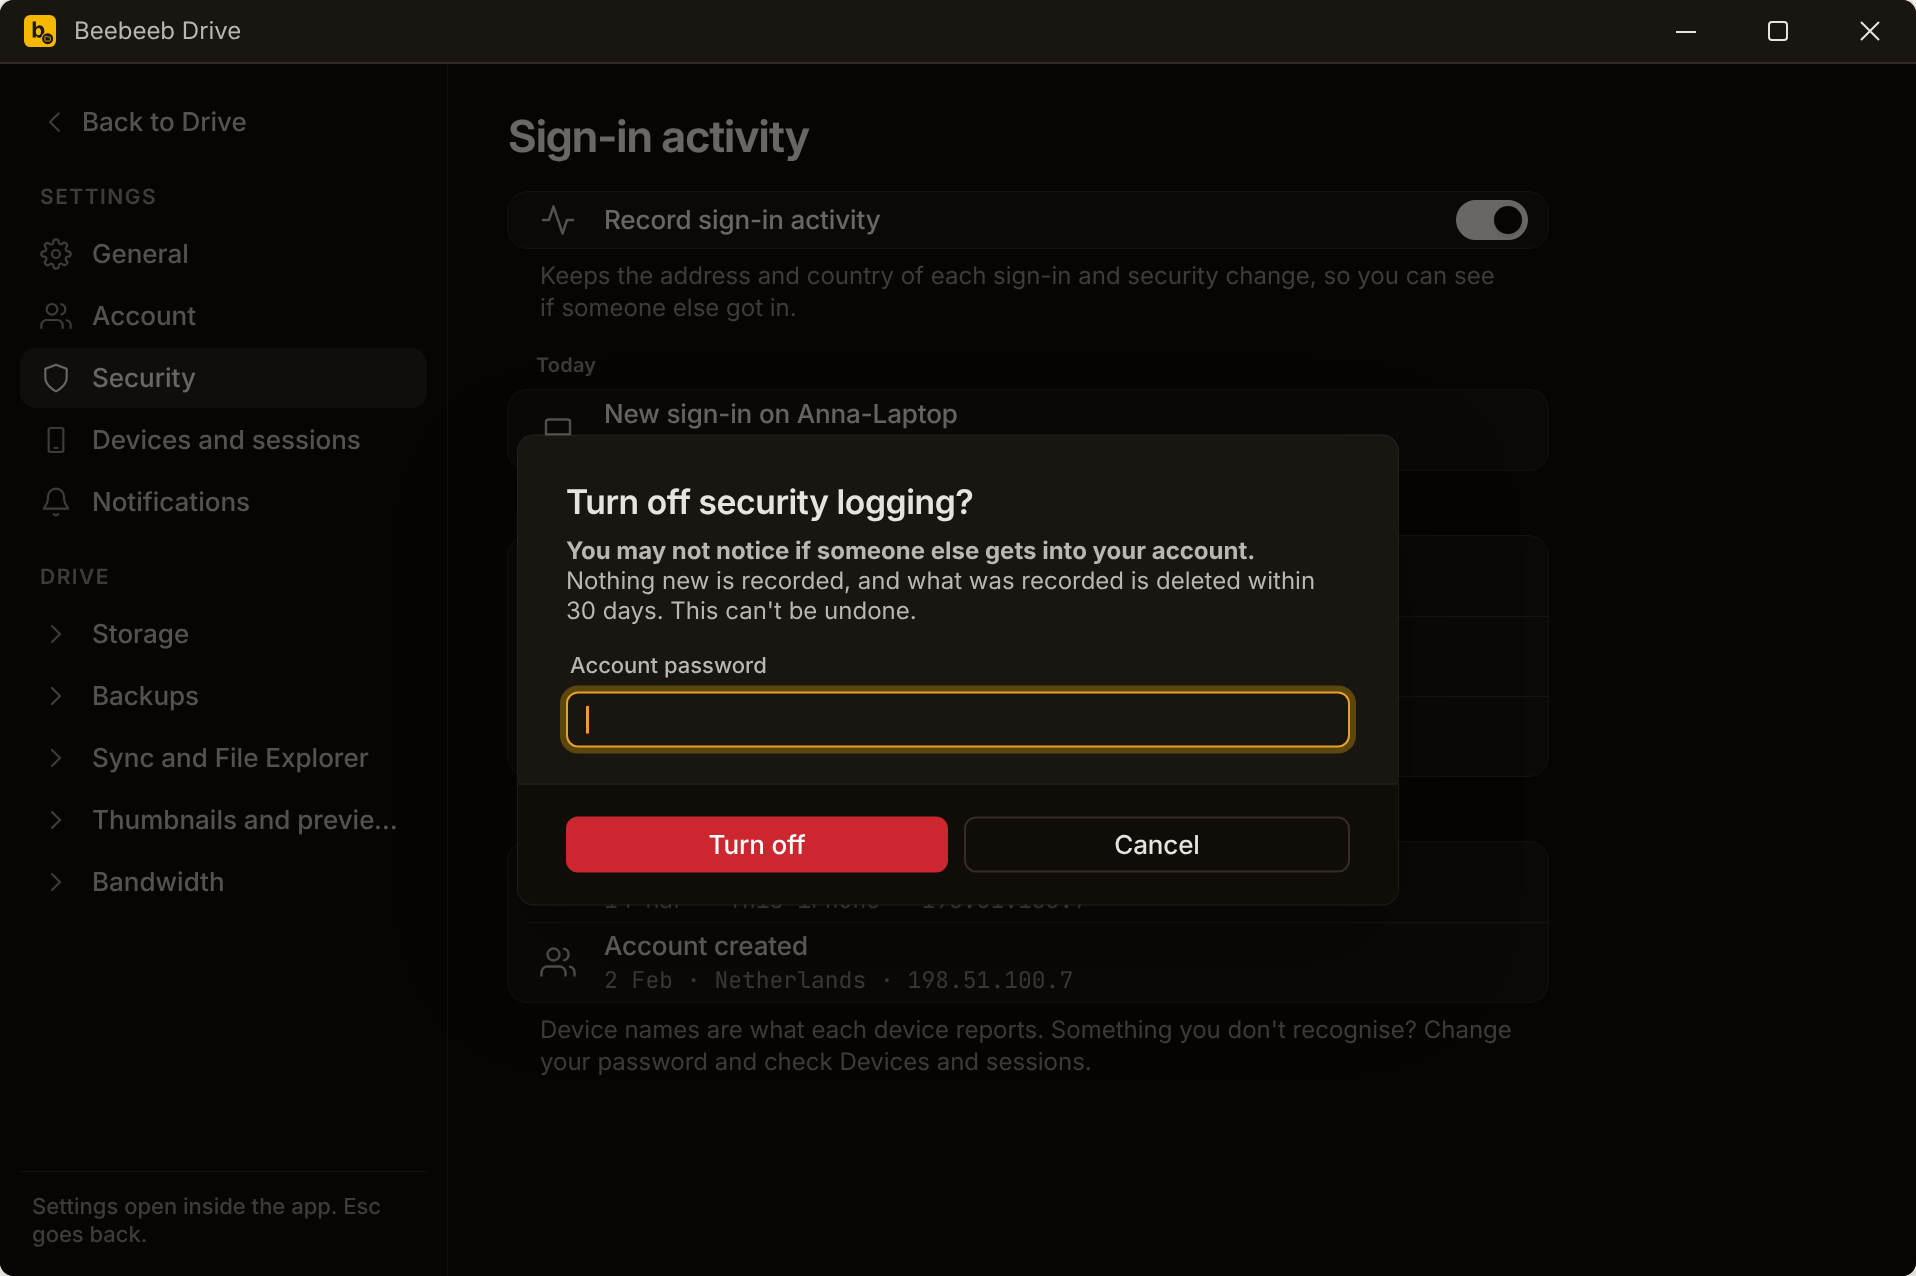 Beebeeb Drive
Back to Drive
SETTINGS
General
Account
Security
Devices and sessions
Notifications
DRIVE
Storage
Backups
Sync and File Explorer
Thumbnails and previe...
Bandwidth
Settings open inside the app. Esc
goes back.
Sign-in activity
Record sign-in activity
Keeps the address and country of each sign-in and security change, so you can see
if someone else got in.
Today
New sign-in on Anna-Laptop
Turn off security logging?
You may not notice if someone else gets into your account.
Nothing new is recorded, and what was recorded is deleted within
30 days. This can't be undone.
Account password
Turn off
Cancel
Account created
2 Feb · Netherlands · 198.51.100.7
Device names are what each device reports. Something you don't recognise? Change
your password and check Devices and sessions.